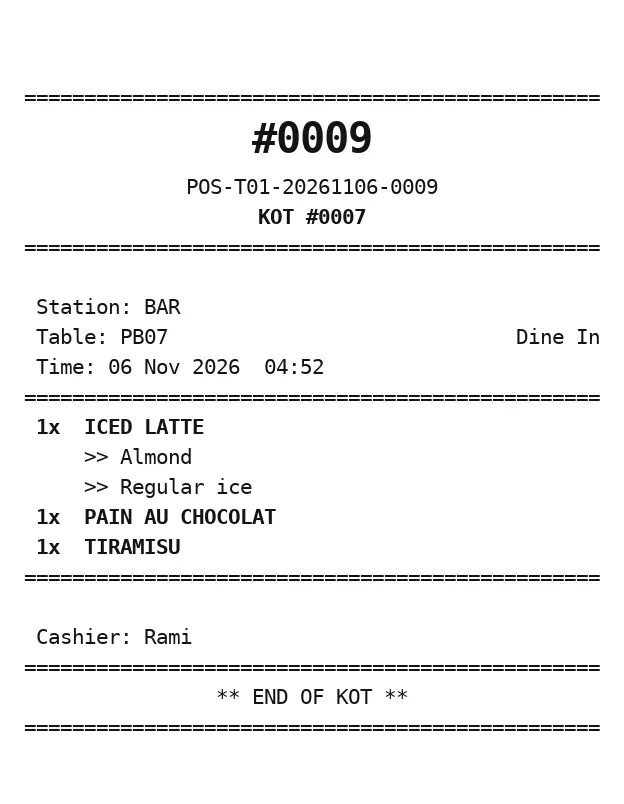 ================================================
#0009
POS-T01-20261106-0009
KOT #0007
================================================
Station: BAR
Table: PB07 Dine In
Time: 06 Nov 2026  04:52
================================================
1x  ICED LATTE
>> Almond
>> Regular ice
1x  PAIN AU CHOCOLAT
1x  TIRAMISU
================================================
Cashier: Rami
================================================
** END OF KOT **
================================================